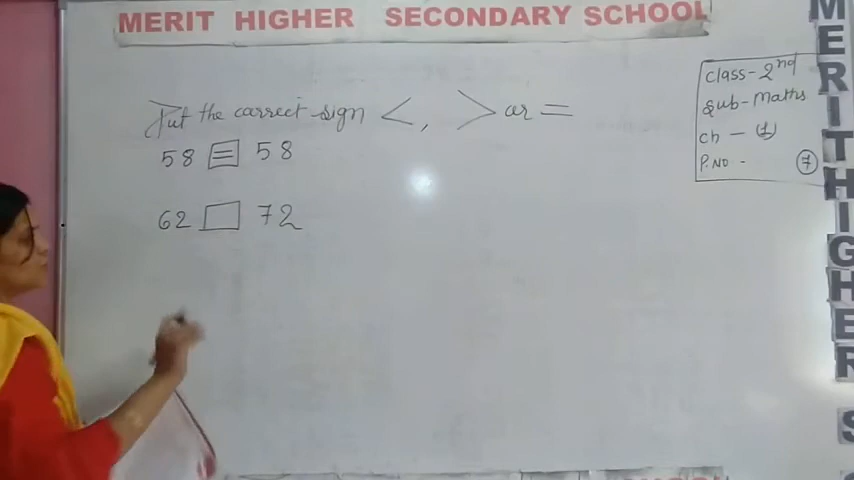 MERIT HIGHER SECONDARY SCHOOL
Put the carrect sign <, > ar =
58 = 58
62 □ 72
Class - 2nd
Sub - Maths
Ch - 1
P.NO - 7
MERIT HIGHER S